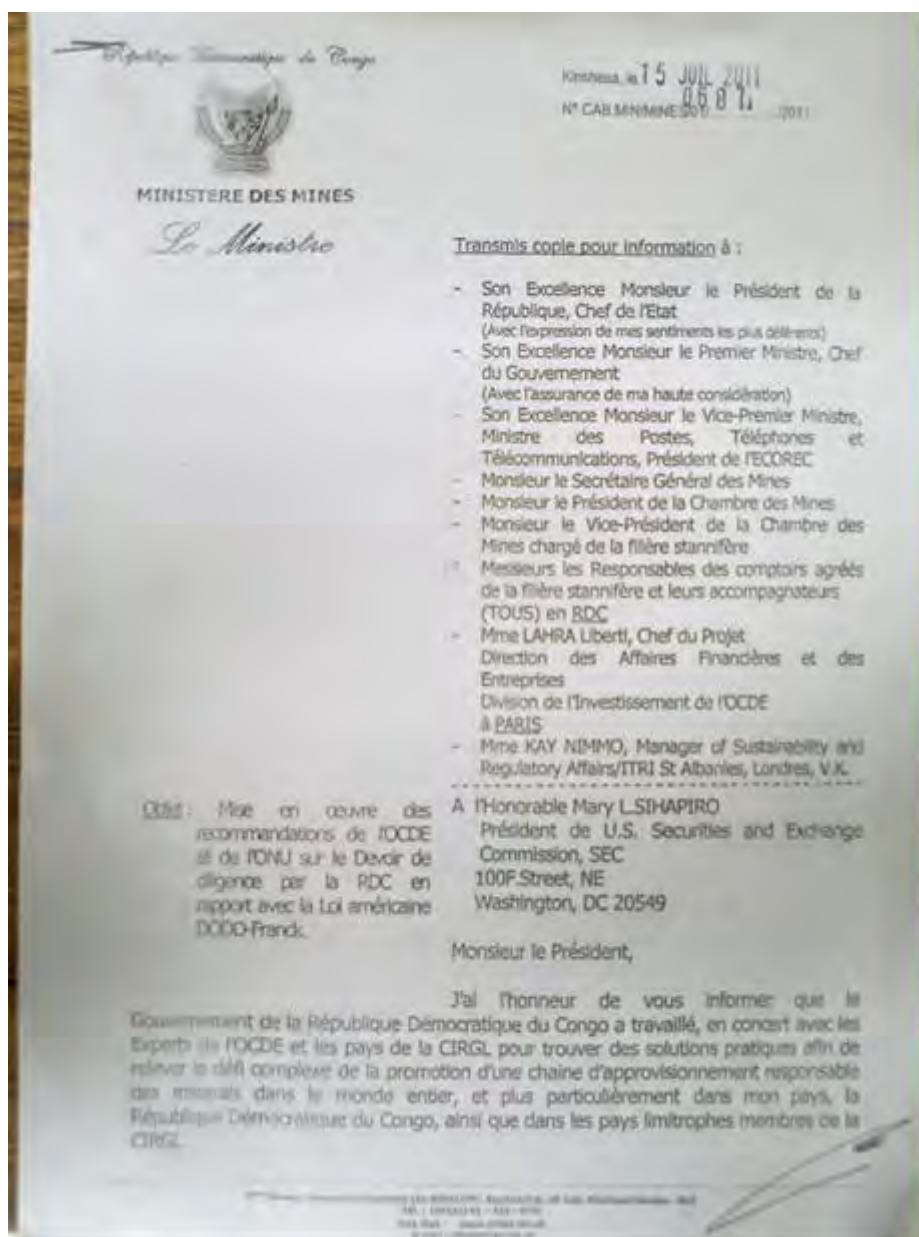 République Démocratique du Congo
Kinshasa, le 15 JUIL 2011
N° CAB.MIN/MINES/01/ /2011
MINISTERE DES MINES
Le Ministre
Transmis copie pour information à :
- Son Excellence Monsieur le Président de la
République, Chef de l'Etat
(Avec l'expression de mes sentiments les plus déférents)
- Son Excellence Monsieur le Premier Ministre, Chef
du Gouvernement
(Avec l'assurance de ma haute considération)
- Son Excellence Monsieur le Vice-Premier Ministre,
Ministre des Postes, Téléphones et
Télécommunications, Président de l'ECOREC
- Monsieur le Secrétaire Général des Mines
- Monsieur le Président de la Chambre des Mines
- Monsieur le Vice-Président de la Chambre des
Mines chargé de la filière stannifère
- Messieurs les Responsables des comptoirs agréés
de la filière stannifère et leurs accompagnateurs
(TOUS) en RDC
- Mme LAHRA Liberti, Chef du Projet
Direction des Affaires Financières et des
Entreprises
Division de l'Investissement de l'OCDE
à PARIS
- Mme KAY NIMMO, Manager of Sustainability and
Regulatory Affairs/ITRI St Albanies, Londres, V.K.
Objet : Mise en œuvre des
recommandations de l'OCDE
et de l'ONU sur le Devoir de
diligence par la RDC en
rapport avec la Loi américaine
DODD-Franck.
A l'Honorable Mary L.SIHAPIRO
Président de U.S. Securities and Exchange
Commission, SEC
100F.Street, NE
Washington, DC 20549
Monsieur le Président,
J'ai l'honneur de vous informer que le
Gouvernement de la République Démocratique du Congo a travaillé, en concert avec les
Experts de l'OCDE et les pays de la CIRGL pour trouver des solutions pratiques afin de
relever le défi complexe de la promotion d'une chaine d'approvisionnement responsable
des minerais dans le monde entier, et plus particulièrement dans mon pays, la
République Démocratique du Congo, ainsi que dans les pays limitrophes membres de la
CIRGL